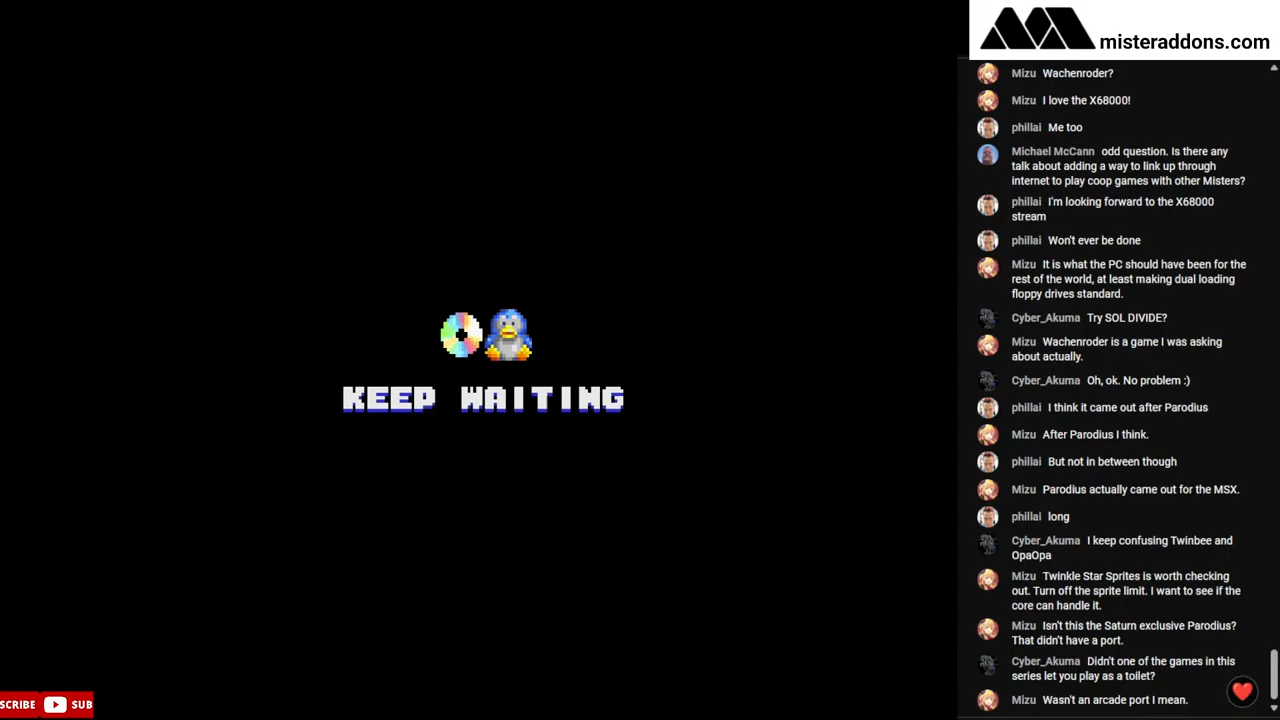 misteraddons.com
KEEP WAITING
SCRIBE SUB
Mizu Wachenroder?
Mizu I love the X68000!
phillai Me too
Michael McCann odd question. Is there any
talk about adding a way to link up through
internet to play coop games with other Misters?
phillai I'm looking forward to the X68000
stream
phillai Won't ever be done
Mizu It is what the PC should have been for the
rest of the world, at least making dual loading
floppy drives standard.
Cyber_Akuma Try SOL DIVIDE?
Mizu Wachenroder is a game I was asking
about actually.
Cyber_Akuma Oh, ok. No problem :)
phillai I think it came out after Parodius
Mizu After Parodius I think.
phillai But not in between though
Mizu Parodius actually came out for the MSX.
phillai long
Cyber_Akuma I keep confusing Twinbee and
OpaOpa
Mizu Twinkle Star Sprites is worth checking
out. Turn off the sprite limit. I want to see if the
core can handle it.
Mizu Isn't this the Saturn exclusive Parodius?
That didn't have a port.
Cyber_Akuma Didn't one of the games in this
series let you play as a toilet?
Mizu Wasn't an arcade port I mean.